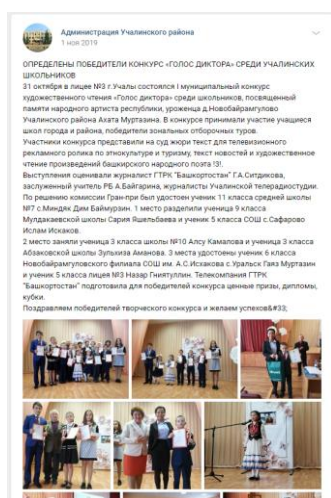 Администрация Учалинского района
1 ноя 2019
ОПРЕДЕЛЕНЫ ПОБЕДИТЕЛИ КОНКУРС «ГОЛОС ДИКТОРА» СРЕДИ УЧАЛИНСКИХ
ШКОЛЬНИКОВ
31 октября в лицее №3 г.Учалы состоялся I муниципальный конкурс
художественного чтения «Голос диктора» среди школьников, посвященный
памяти народного артиста республики, уроженца д.Новобайрамгулово
Учалинского района Ахата Муртазина. В конкурсе принимали участие учащиеся
школ города и района, победители зональных отборочных туров.
Участники конкурса представили на суд жюри текст для телевизионного
рекламного ролика по этнокультуре и туризму, текст новостей и художественное
чтение произведений башкирского народного поэта !3!.
Выступления оценивали журналист ГТРК "Башкортостан" Г.А.Ситдикова,
заслуженный учитель РБ А.Байгарина, журналисты Учалинской телерадиостудии.
По решению комиссии Гран-при был удостоен ученик 11 класса средней школы
№7 с.Миндяк Дим Баймурзин. 1 место разделили ученица 9 класса
Мулдакаевской школы Сария Яшельбаева и ученик 5 класса СОШ с.Сафарово
Ислам Искаков.
2 место заняли ученица 3 класса школы №10 Алсу Камалова и ученица 3 класса
Абзаковской школы Зульхиза Аманова. 3 места удостоены ученик 6 класса
Новобайрамгуловского филиала СОШ им. А.С.Исхакова с.Уральск Гаяз Муртазин
и ученик 5 класса лицея №3 Назар Гниятуллин. Телекомпания ГТРК
"Башкортостан" подготовила для победителей конкурса ценные призы, дипломы,
кубки.
Поздравляем победителей творческого конкурса и желаем успехов&#33;